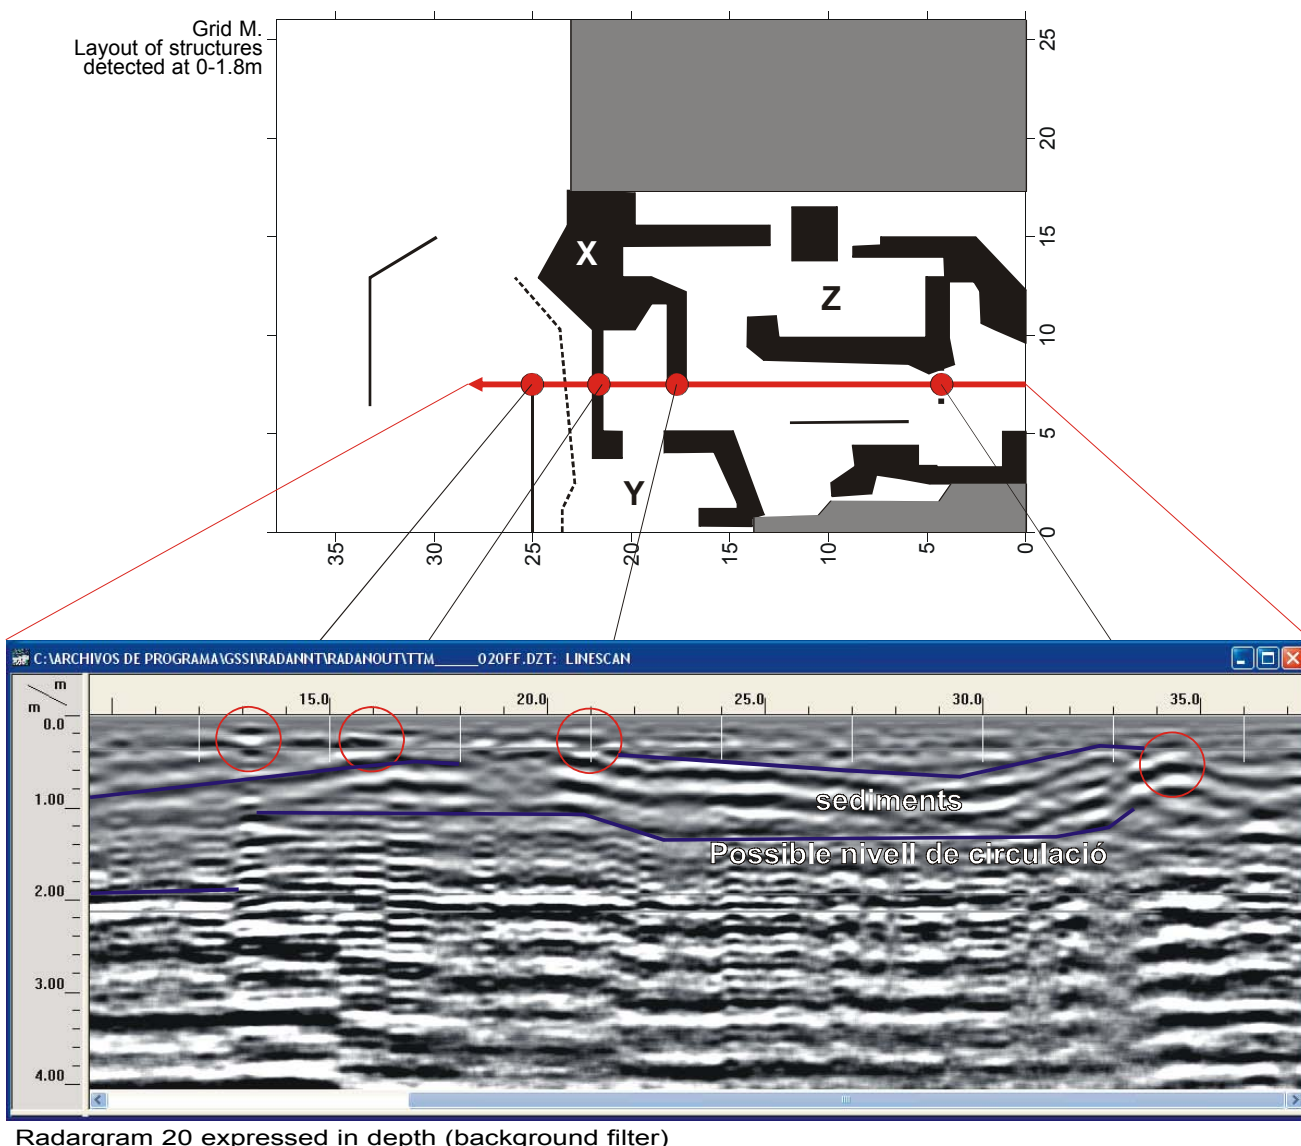 Grid M.
Layout of structures
detected at 0-1.8m
25
20
15
10
5
0
X
Z
Y
35
30
25
20
15
10
5
0
C:\ARCHIVOS DE PROGRAMA\GSSI\RADANNT\RADANOUT\TTM_____020FF.DZT: LINESCAN
m
m
15.0
20.0
25.0
30.0
35.0
0.0
1.00
2.00
3.00
4.00
sediments
Possible nivell de circulació
Radargram 20 expressed in depth (background filter)